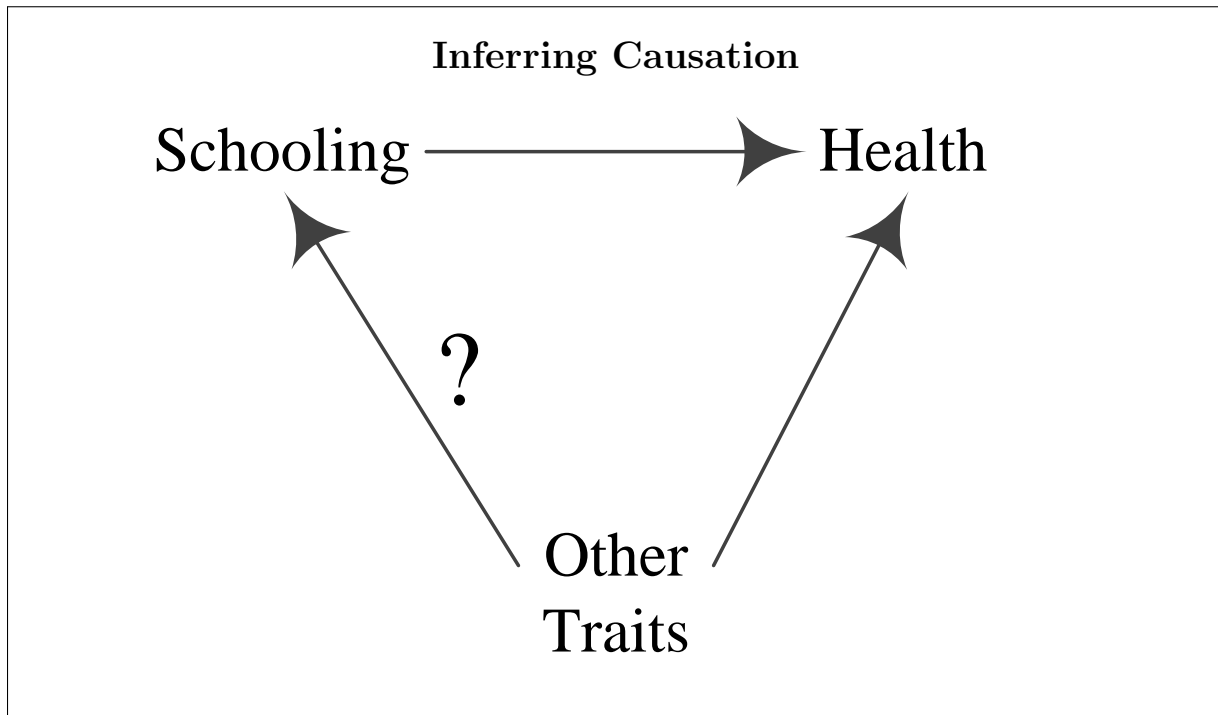 Inferring Causation
Schooling
Health
?
Other
Traits